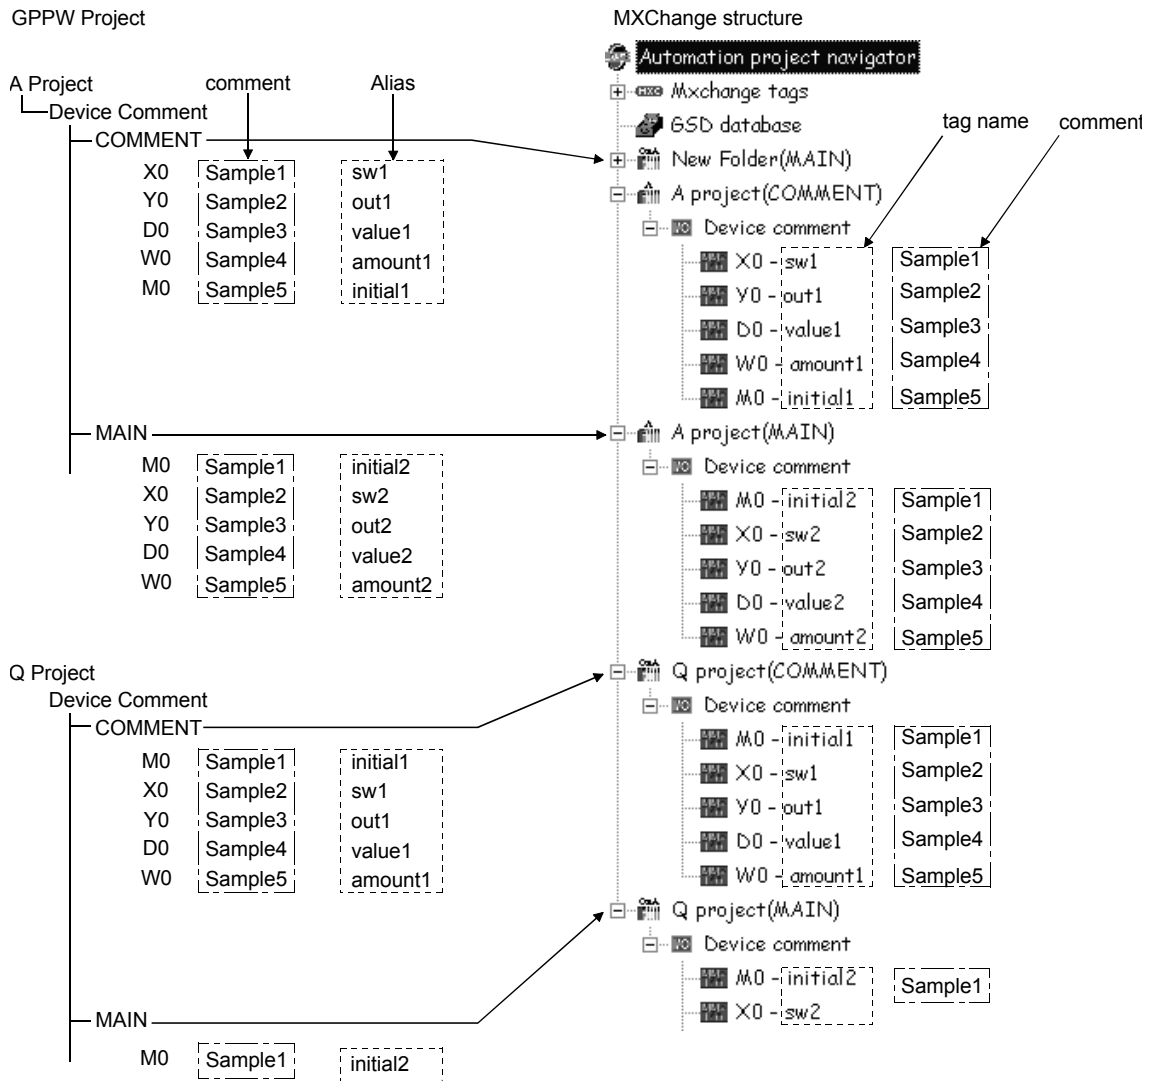 GPPW Project
A Project
comment
Alias
Device Comment
COMMENT
X0 Sample1 sw1
Y0 Sample2 out1
D0 Sample3 value1
W0 Sample4 amount1
M0 Sample5 initial1
MAIN
M0 Sample1 initial2
X0 Sample2 sw2
Y0 Sample3 out2
D0 Sample4 value2
W0 Sample5 amount2
Q Project
Device Comment
COMMENT
M0 Sample1 initial1
X0 Sample2 sw1
Y0 Sample3 out1
D0 Sample4 value1
W0 Sample5 amount1
MAIN
M0 Sample1 initial2
MXChange structure
Automation project navigator
Mxchange tags
GSD database
tag name
comment
New Folder(MAIN)
A project(COMMENT)
Device comment
X0 - sw1 Sample1
Y0 - out1 Sample2
D0 - value1 Sample3
W0 - amount1 Sample4
M0 - initial1 Sample5
A project(MAIN)
Device comment
M0 - initial2 Sample1
X0 - sw2 Sample2
Y0 - out2 Sample3
D0 - value2 Sample4
W0 - amount2 Sample5
Q project(COMMENT)
Device comment
M0 - initial1 Sample1
X0 - sw1 Sample2
Y0 - out1 Sample3
D0 - value1 Sample4
W0 - amount1 Sample5
Q project(MAIN)
Device comment
M0 - initial2 Sample1
X0 - sw2